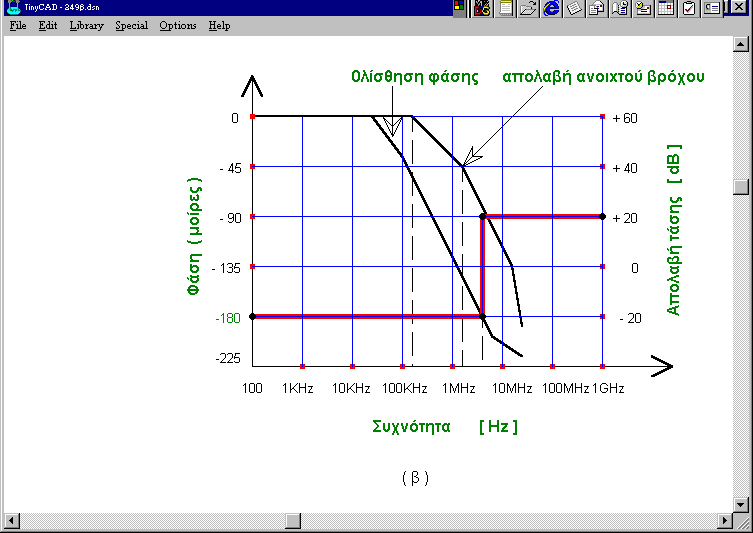 TinyCAD - 2496.dsn
File Edit Library Special Options Help
Ολίσθηση φάσης
απολαβή ανοιχτού βρόχου
0
- 45
- 90
- 135
-180
-225
+ 60
+ 40
+ 20
0
- 20
Φάση ( μοίρες )
Απολαβή τάσης [ dB ]
100 1KHz 10KHz 100KHz 1MHz 10MHz 100MHz 1GHz
Συχνότητα [ Hz ]
( β )